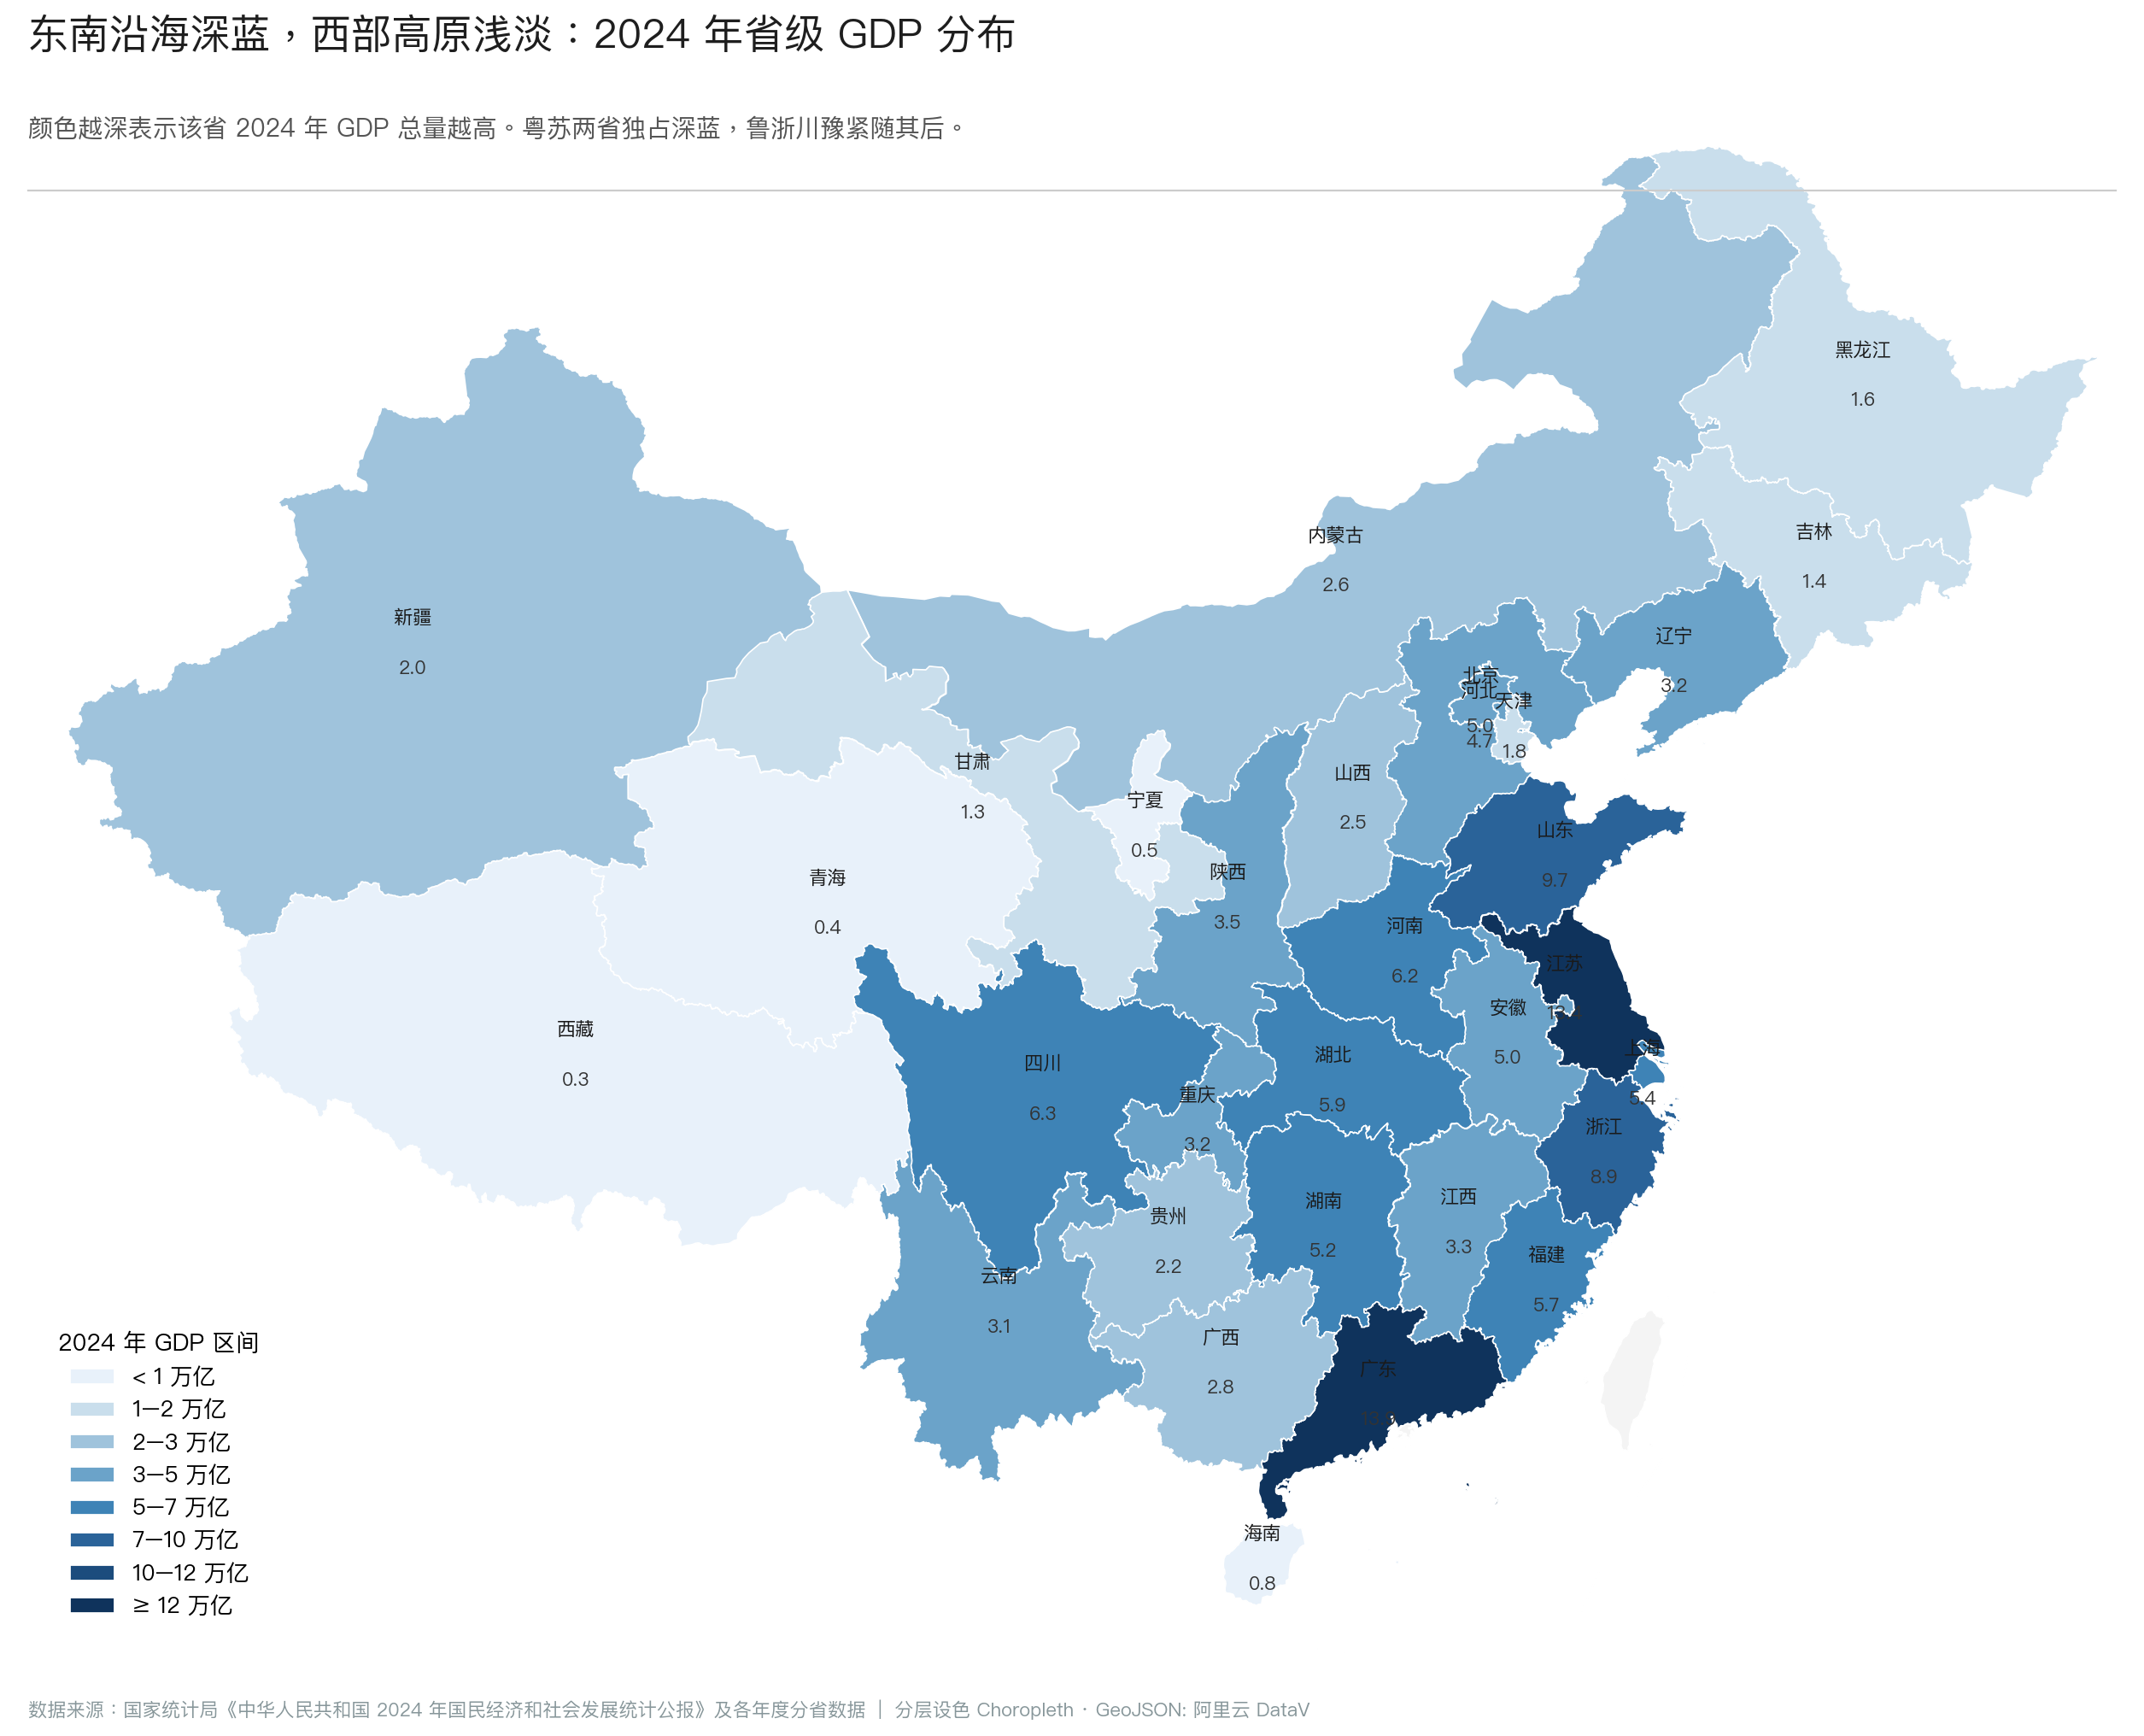 东南沿海深蓝，西部高原浅淡：2024 年省级 GDP 分布
颜色越深表示该省 2024 年 GDP 总量越高。粤苏两省独占深蓝，鲁浙川豫紧随其后。
黑龙江
1.6
吉林
1.4
内蒙古
2.6
新疆
2.0
辽宁
3.2
北京
河北
天津
5.0
4.7
1.8
甘肃
1.3
山西
2.5
宁夏
0.5
山东
9.7
陕西
3.5
青海
0.4
河南
6.2
江苏
安徽
5.0
西藏
0.3
上海
5.4
湖北
5.9
四川
6.3
重庆
3.2
浙江
8.9
江西
3.3
湖南
5.2
贵州
2.2
福建
5.7
云南
3.1
广西
2.8
广东
海南
0.8
2024 年 GDP 区间
< 1 万亿
1—2 万亿
2—3 万亿
3—5 万亿
5—7 万亿
7—10 万亿
10—12 万亿
≥ 12 万亿
数据来源：国家统计局《中华人民共和国 2024 年国民经济和社会发展统计公报》及各年度分省数据 | 分层设色 Choropleth · GeoJSON: 阿里云 DataV